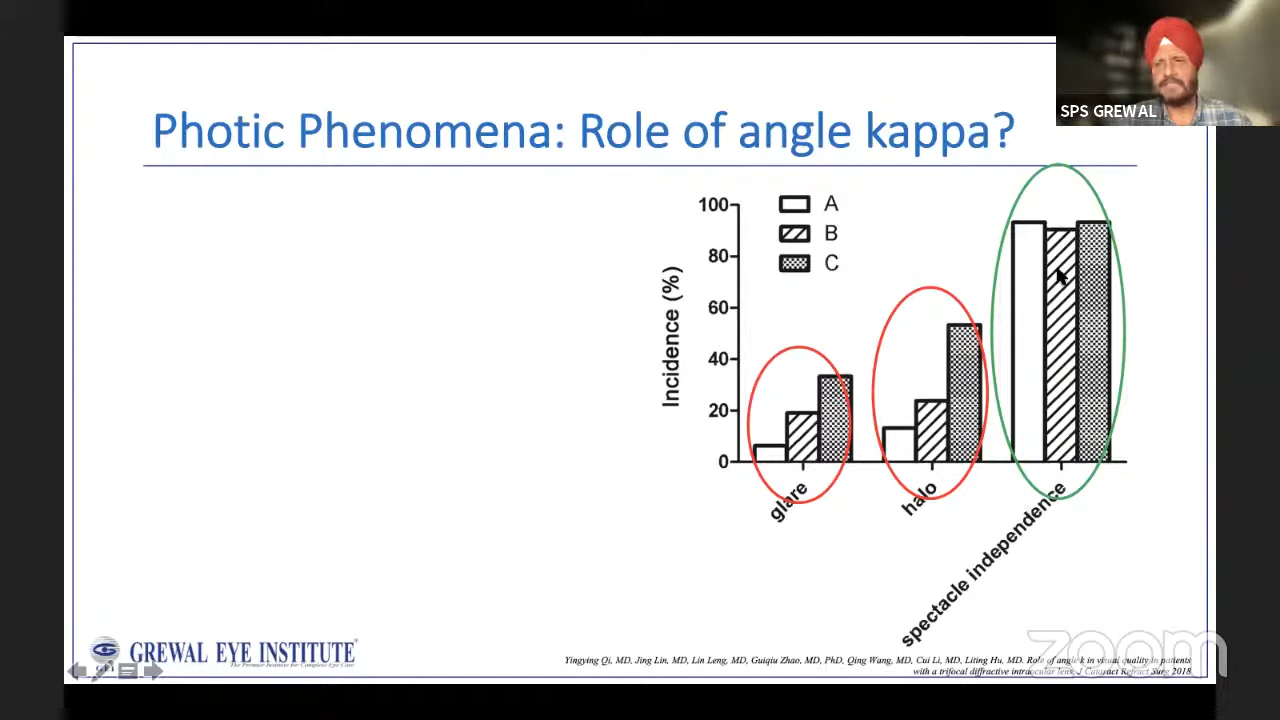 SPS GREWAL
Photic Phenomena: Role of angle kappa?
A
B
C
100
80
60
40
20
0
Incidence (%)
glare
halo
spectacle independence
GREWAL EYE INSTITUTE
The Premier Institute for Complete Eye Care
GEI
Yingying Qi, MD, Jing Lin, MD, Lin Leng, MD, Guiqiu Zhao, MD, PhD, Qing Wang, MD, Cui Li, MD, Liting Hu, MD. Role of angle k in visual quality in patients
with a trifocal diffractive intraocular lens. J Cataract Refract Surg 2018
zoom